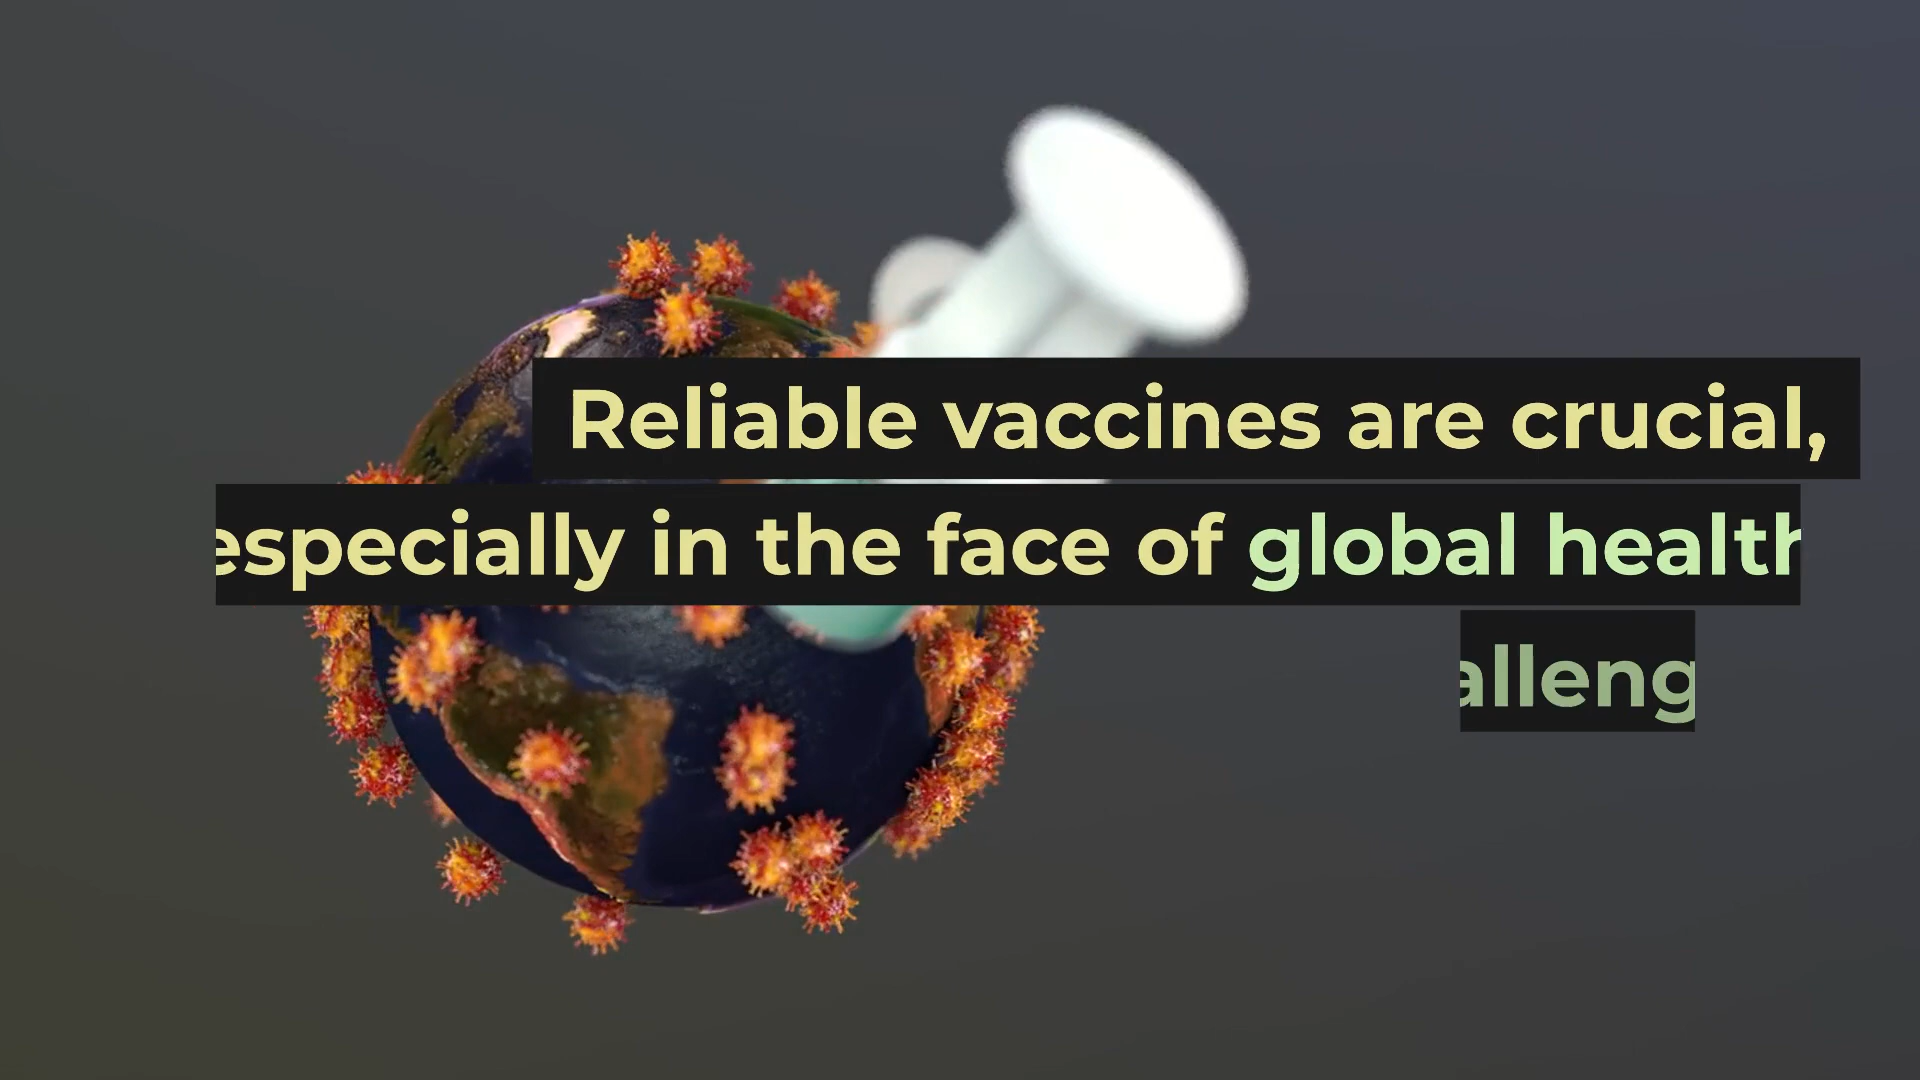 Reliable vaccines are crucial,
especially in the face of global health
alleng